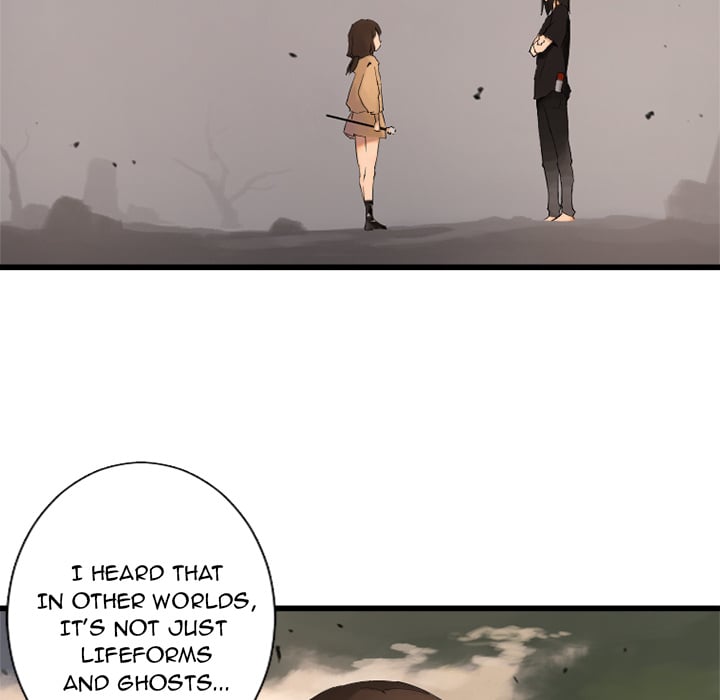 I HEARD THAT
IN OTHER WORLDS,
IT'S NOT JUST
LIFEFORMS
AND GHOSTS...